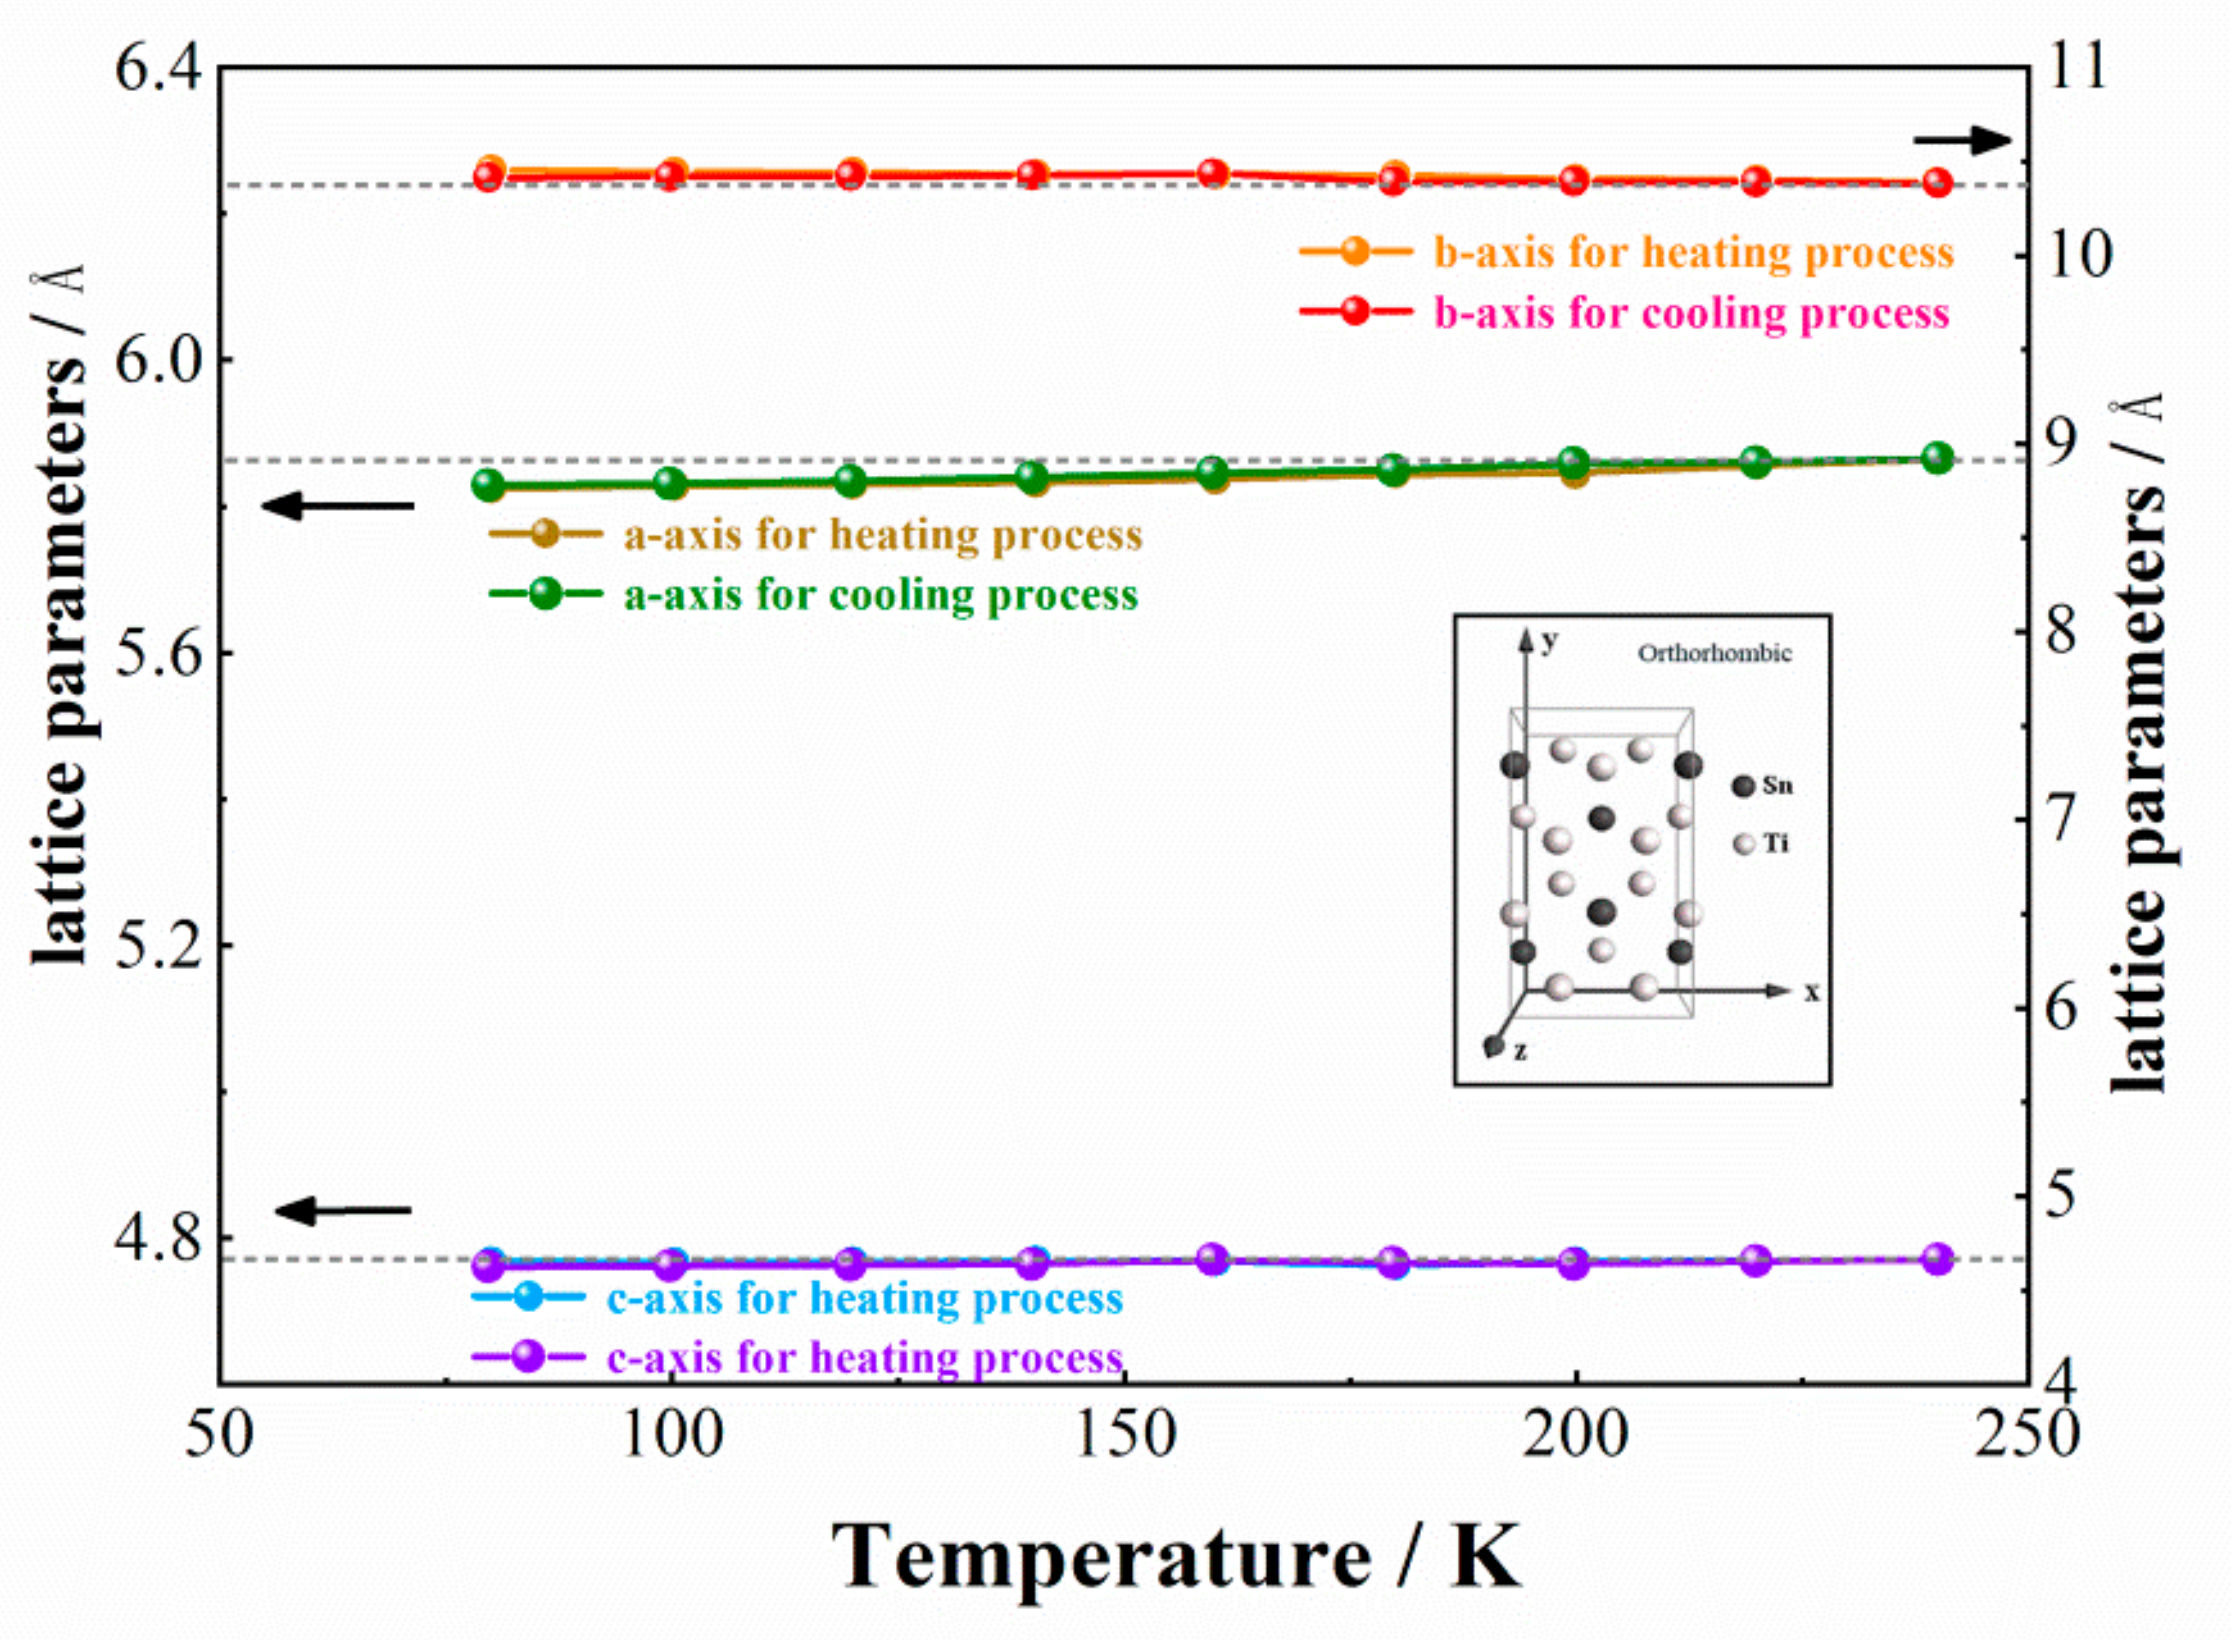 6.4
6.0
5.6
5.2
4.8
lattice parameters / Å
11
10
9
8
7
6
5
4
lattice parameters / Å
b-axis for heating process
b-axis for cooling process
a-axis for heating process
a-axis for cooling process
y
Orthorhombic
Sn
Ti
x
z
c-axis for heating process
c-axis for heating process
50
100
150
200
250
Temperature / K